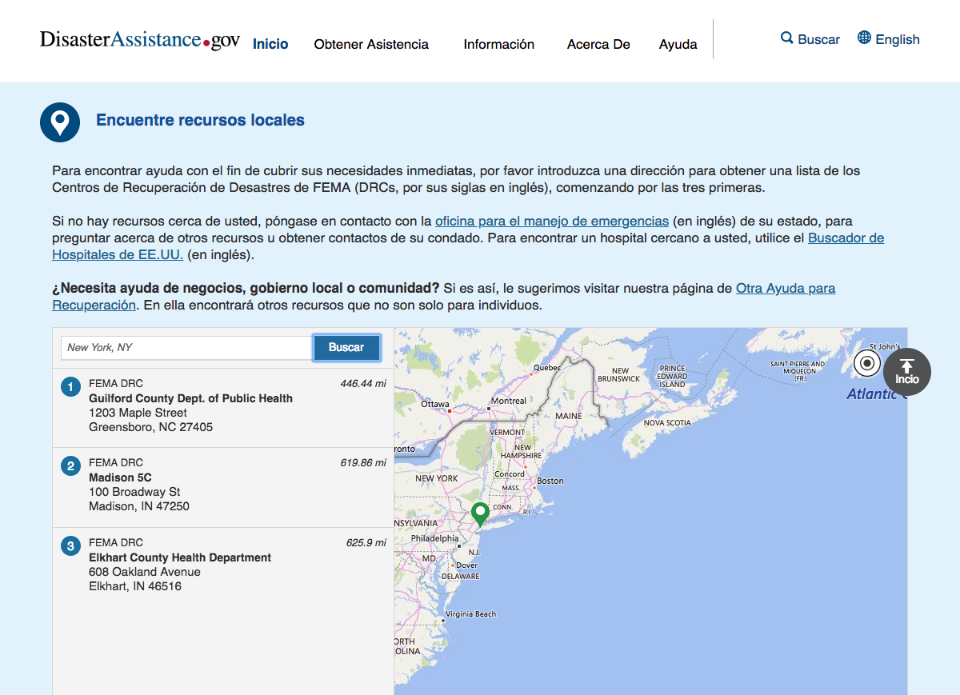 DisasterAssistance.gov
Inicio
Obtener Asistencia
Información
Acerca De
Ayuda
Buscar
English
Encuentre recursos locales
Para encontrar ayuda con el fin de cubrir sus necesidades inmediatas, por favor introduzca una dirección para obtener una lista de los
Centros de Recuperación de Desastres de FEMA (DRCs, por sus siglas en inglés), comenzando por las tres primeras.
Si no hay recursos cerca de usted, póngase en contacto con la oficina para el manejo de emergencias (en inglés) de su estado, para
preguntar acerca de otros recursos u obtener contactos de su condado. Para encontrar un hospital cercano a usted, utilice el Buscador de
Hospitales de EE.UU. (en inglés).
¿Necesita ayuda de negocios, gobierno local o comunidad? Si es así, le sugerimos visitar nuestra página de Otra Ayuda para
Recuperación. En ella encontrará otros recursos que no son solo para individuos.
New York, NY
Buscar
1 FEMA DRC 446.44 mi
Guilford County Dept. of Public Health
1203 Maple Street
Greensboro, NC 27405
2 FEMA DRC 619.86 mi
Madison 5C
100 Broadway St
Madison, IN 47250
3 FEMA DRC 625.9 mi
Elkhart County Health Department
608 Oakland Avenue
Elkhart, IN 46516
St John's
Incio
Atlantic
Quebec
NEW
BRUNSWICK
PRINCE
EDWARD
ISLAND
SAINT PIERRE AND
MIQUELON
(FR)
Ottawa
Montreal
MAINE
NOVA SCOTIA
VERMONT
ronto
NEW
HAMPSHIRE
NEW YORK
Concord
MASS.
Boston
CONN.
R.I.
NSYLVANIA
Philadelphia
N.J.
MD.
Dover
DELAWARE
Virginia Beach
ORTH
OLINA